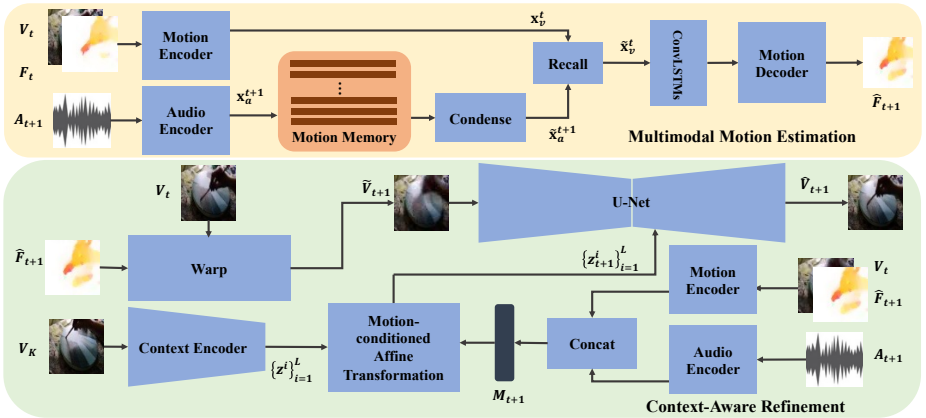 V_t
F_t
A_{t+1}
Motion
Encoder
Audio
Encoder
x_v^t
x_a^{t+1}
⋮
Motion Memory
Condense
x̃_a^{t+1}
Recall
x̃_v^t
ConvLSTMs
Motion
Decoder
F̂_{t+1}
Multimodal Motion Estimation
V_t
F̂_{t+1}
Warp
Ṽ_{t+1}
U-Net
V̂_{t+1}
{z_{t+1}^i}_{i=1}^L
V_K
Context Encoder
{z^i}_{i=1}^L
Motion-
conditioned
Affine
Transformation
M_{t+1}
Concat
Motion
Encoder
Audio
Encoder
V_t
F̂_{t+1}
A_{t+1}
Context-Aware Refinement